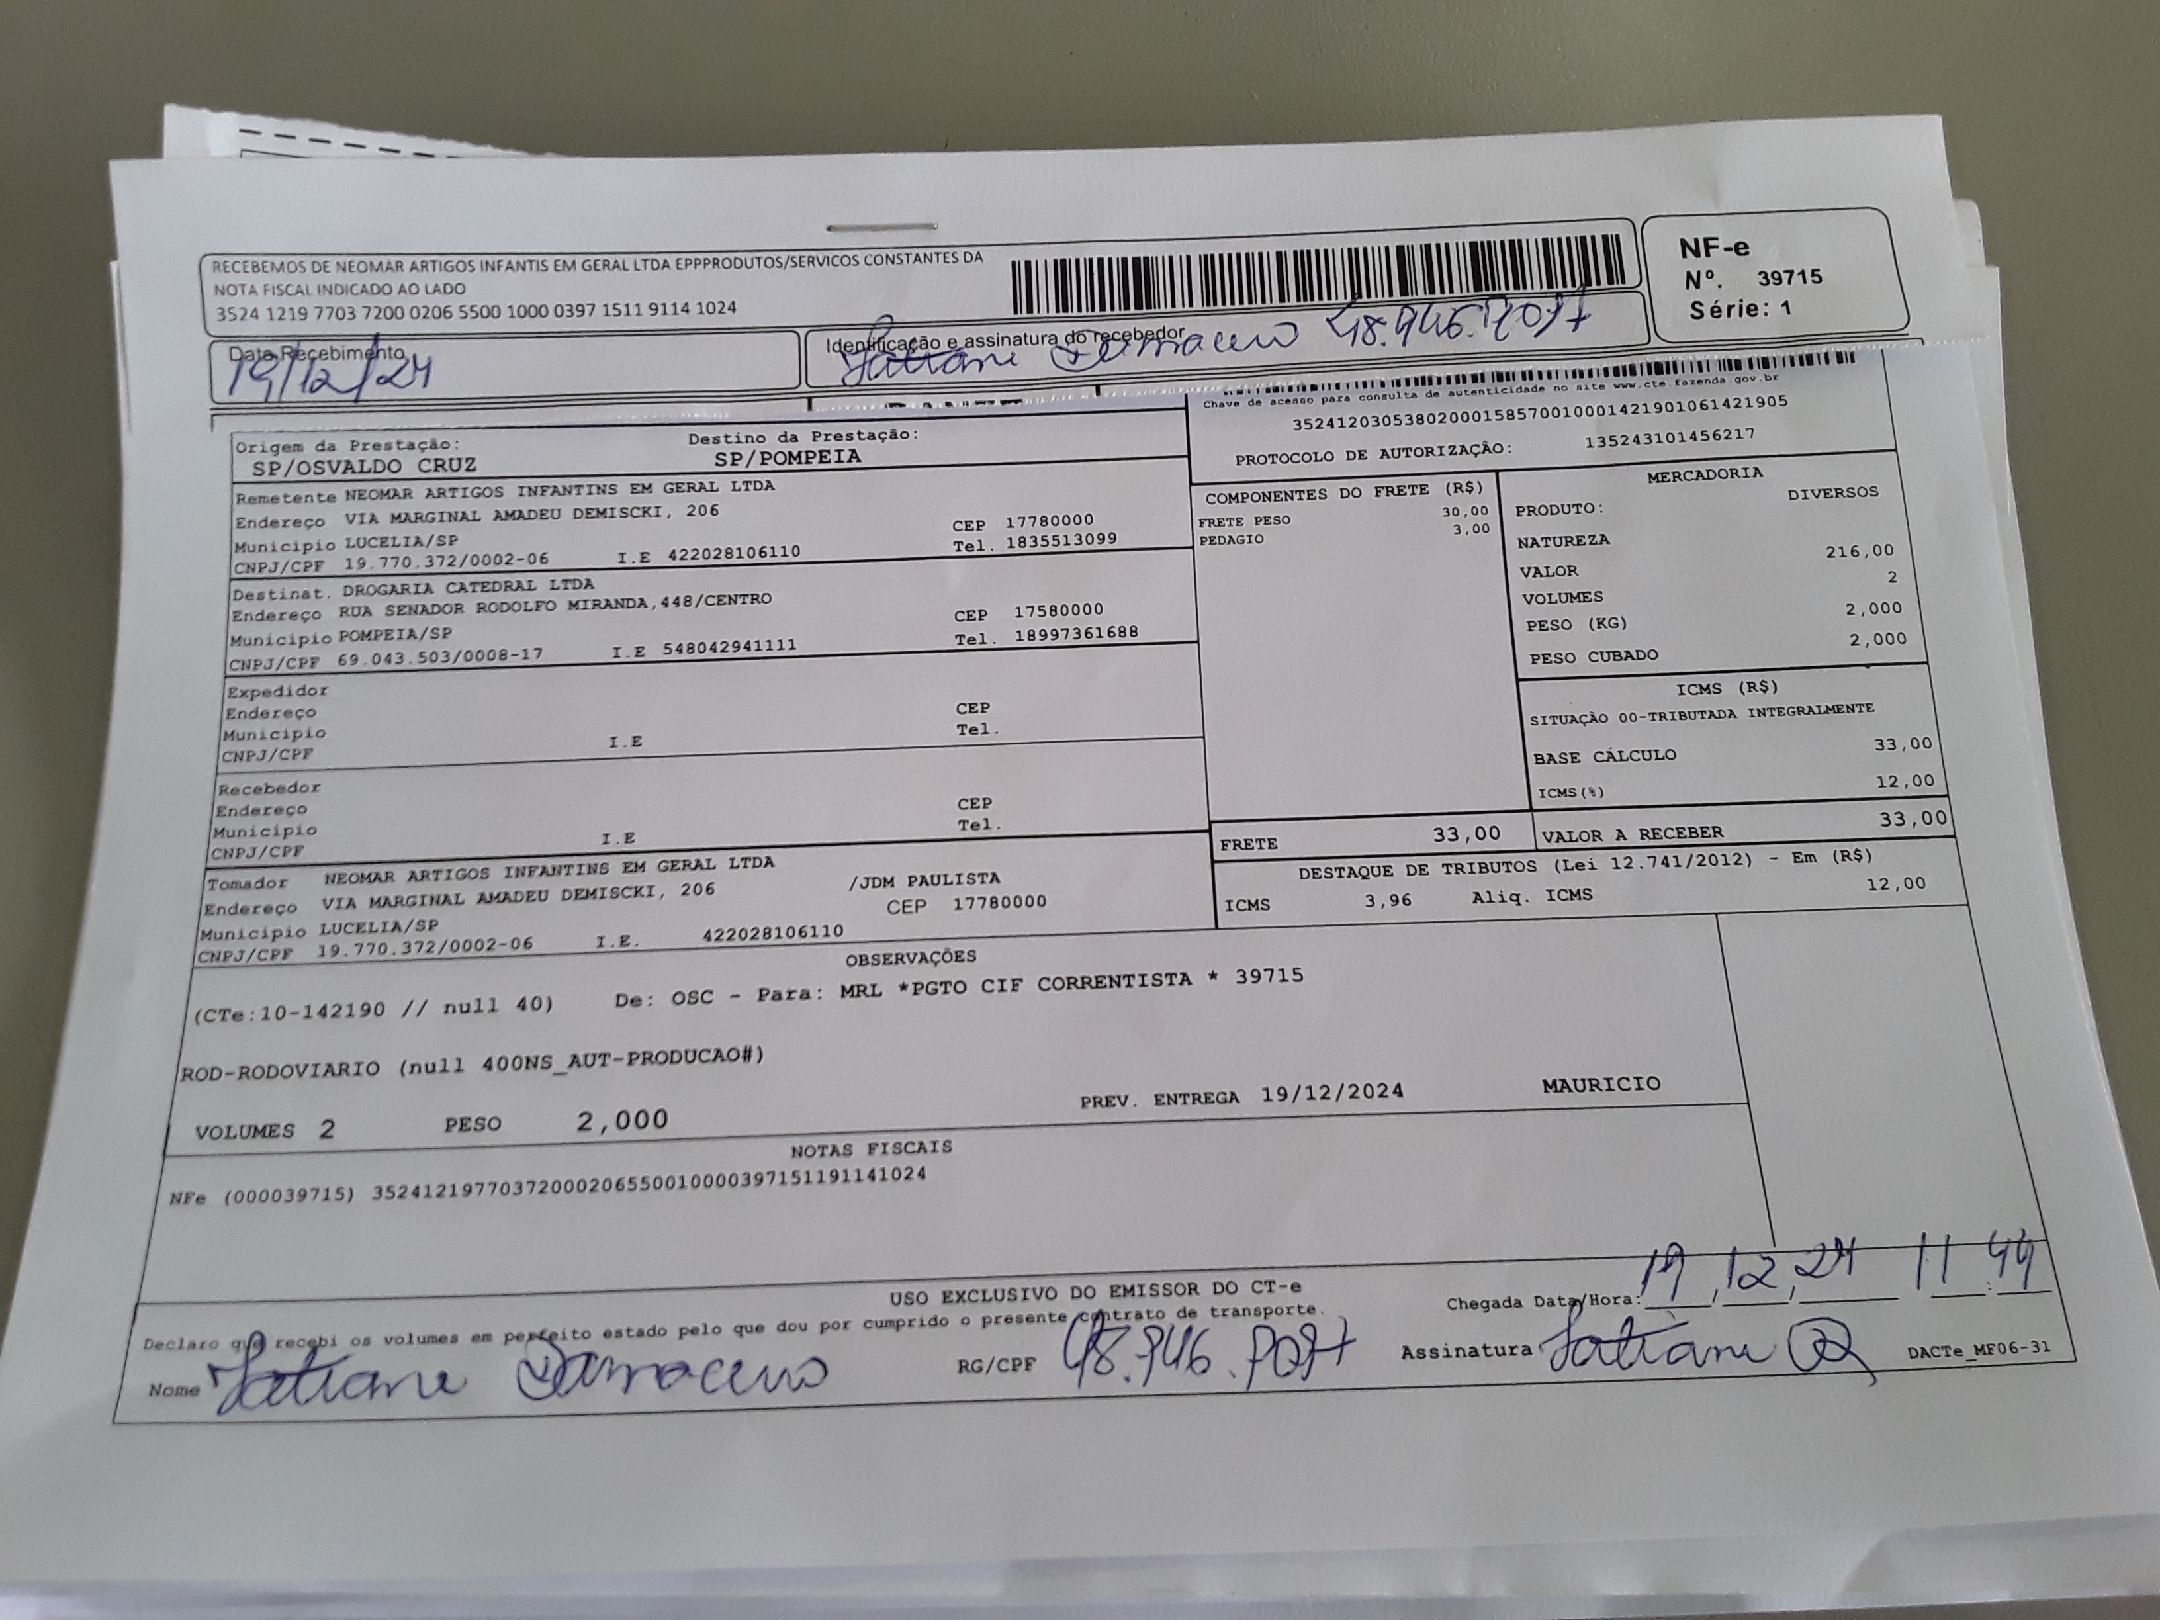 RECEBEMOS DE NEOMAR ARTIGOS INFANTIS EM GERAL LTDA EPPPRODUTOS/SERVICOS CONSTANTES DA
NOTA FISCAL INDICADO AO LADO
3524 1219 7703 7200 0206 5500 1000 0397 1511 9114 1024
NF-e
Nº. 39715
Série: 1
Data Recebimento
19/12/24
Identificação e assinatura do recebedor
Tatiane Damaceno
Chave de acesso para consulta de autenticidade no site www.cte.fazenda.gov.br
35241203053802000158570010001421901061421905
PROTOCOLO DE AUTORIZAÇÃO: 135243101456217
Origem da Prestação: Destino da Prestação:
SP/OSVALDO CRUZ SP/POMPEIA
Remetente NEOMAR ARTIGOS INFANTINS EM GERAL LTDA
Endereço VIA MARGINAL AMADEU DEMISCKI, 206 CEP 17780000
Municipio LUCELIA/SP Tel. 1835513099
CNPJ/CPF 19.770.372/0002-06 I.E 422028106110
Destinat. DROGARIA CATEDRAL LTDA
Endereço RUA SENADOR RODOLFO MIRANDA,448/CENTRO CEP 17580000
Municipio POMPEIA/SP Tel. 18997361688
CNPJ/CPF 69.043.503/0008-17 I.E 548042941111
Expedidor
Endereço CEP
Municipio Tel.
CNPJ/CPF I.E
Recebedor
Endereço CEP
Municipio Tel.
CNPJ/CPF I.E
Tomador NEOMAR ARTIGOS INFANTINS EM GERAL LTDA
Endereço VIA MARGINAL AMADEU DEMISCKI, 206 /JDM PAULISTA
Municipio LUCELIA/SP CEP 17780000
CNPJ/CPF 19.770.372/0002-06 I.E. 422028106110
COMPONENTES DO FRETE (R$)
FRETE PESO 30,00
PEDAGIO 3,00
MERCADORIA
PRODUTO: DIVERSOS
NATUREZA
VALOR 216,00
VOLUMES 2
PESO (KG) 2,000
PESO CUBADO 2,000
ICMS (R$)
SITUAÇÃO 00-TRIBUTADA INTEGRALMENTE
BASE CÁLCULO 33,00
ICMS(%) 12,00
FRETE 33,00 VALOR A RECEBER 33,00
DESTAQUE DE TRIBUTOS (Lei 12.741/2012) - Em (R$)
ICMS 3,96 Aliq. ICMS 12,00
OBSERVAÇÕES
(CTe:10-142190 // null 40) De: OSC - Para: MRL *PGTO CIF CORRENTISTA * 39715
ROD-RODOVIARIO (null 400NS_AUT-PRODUCAO#)
VOLUMES 2 PESO 2,000 PREV. ENTREGA 19/12/2024 MAURICIO
NOTAS FISCAIS
NFe (000039715) 35241219770372000206550010000397151191141024
USO EXCLUSIVO DO EMISSOR DO CT-e
Declaro que recebi os volumes em perfeito estado pelo que dou por cumprido o presente contrato de transporte.
Chegada Data/Hora: 19,12,24 11:44
Nome Tatiane Damaceno RG/CPF Assinatura Tatiane DACTe_MF06-31